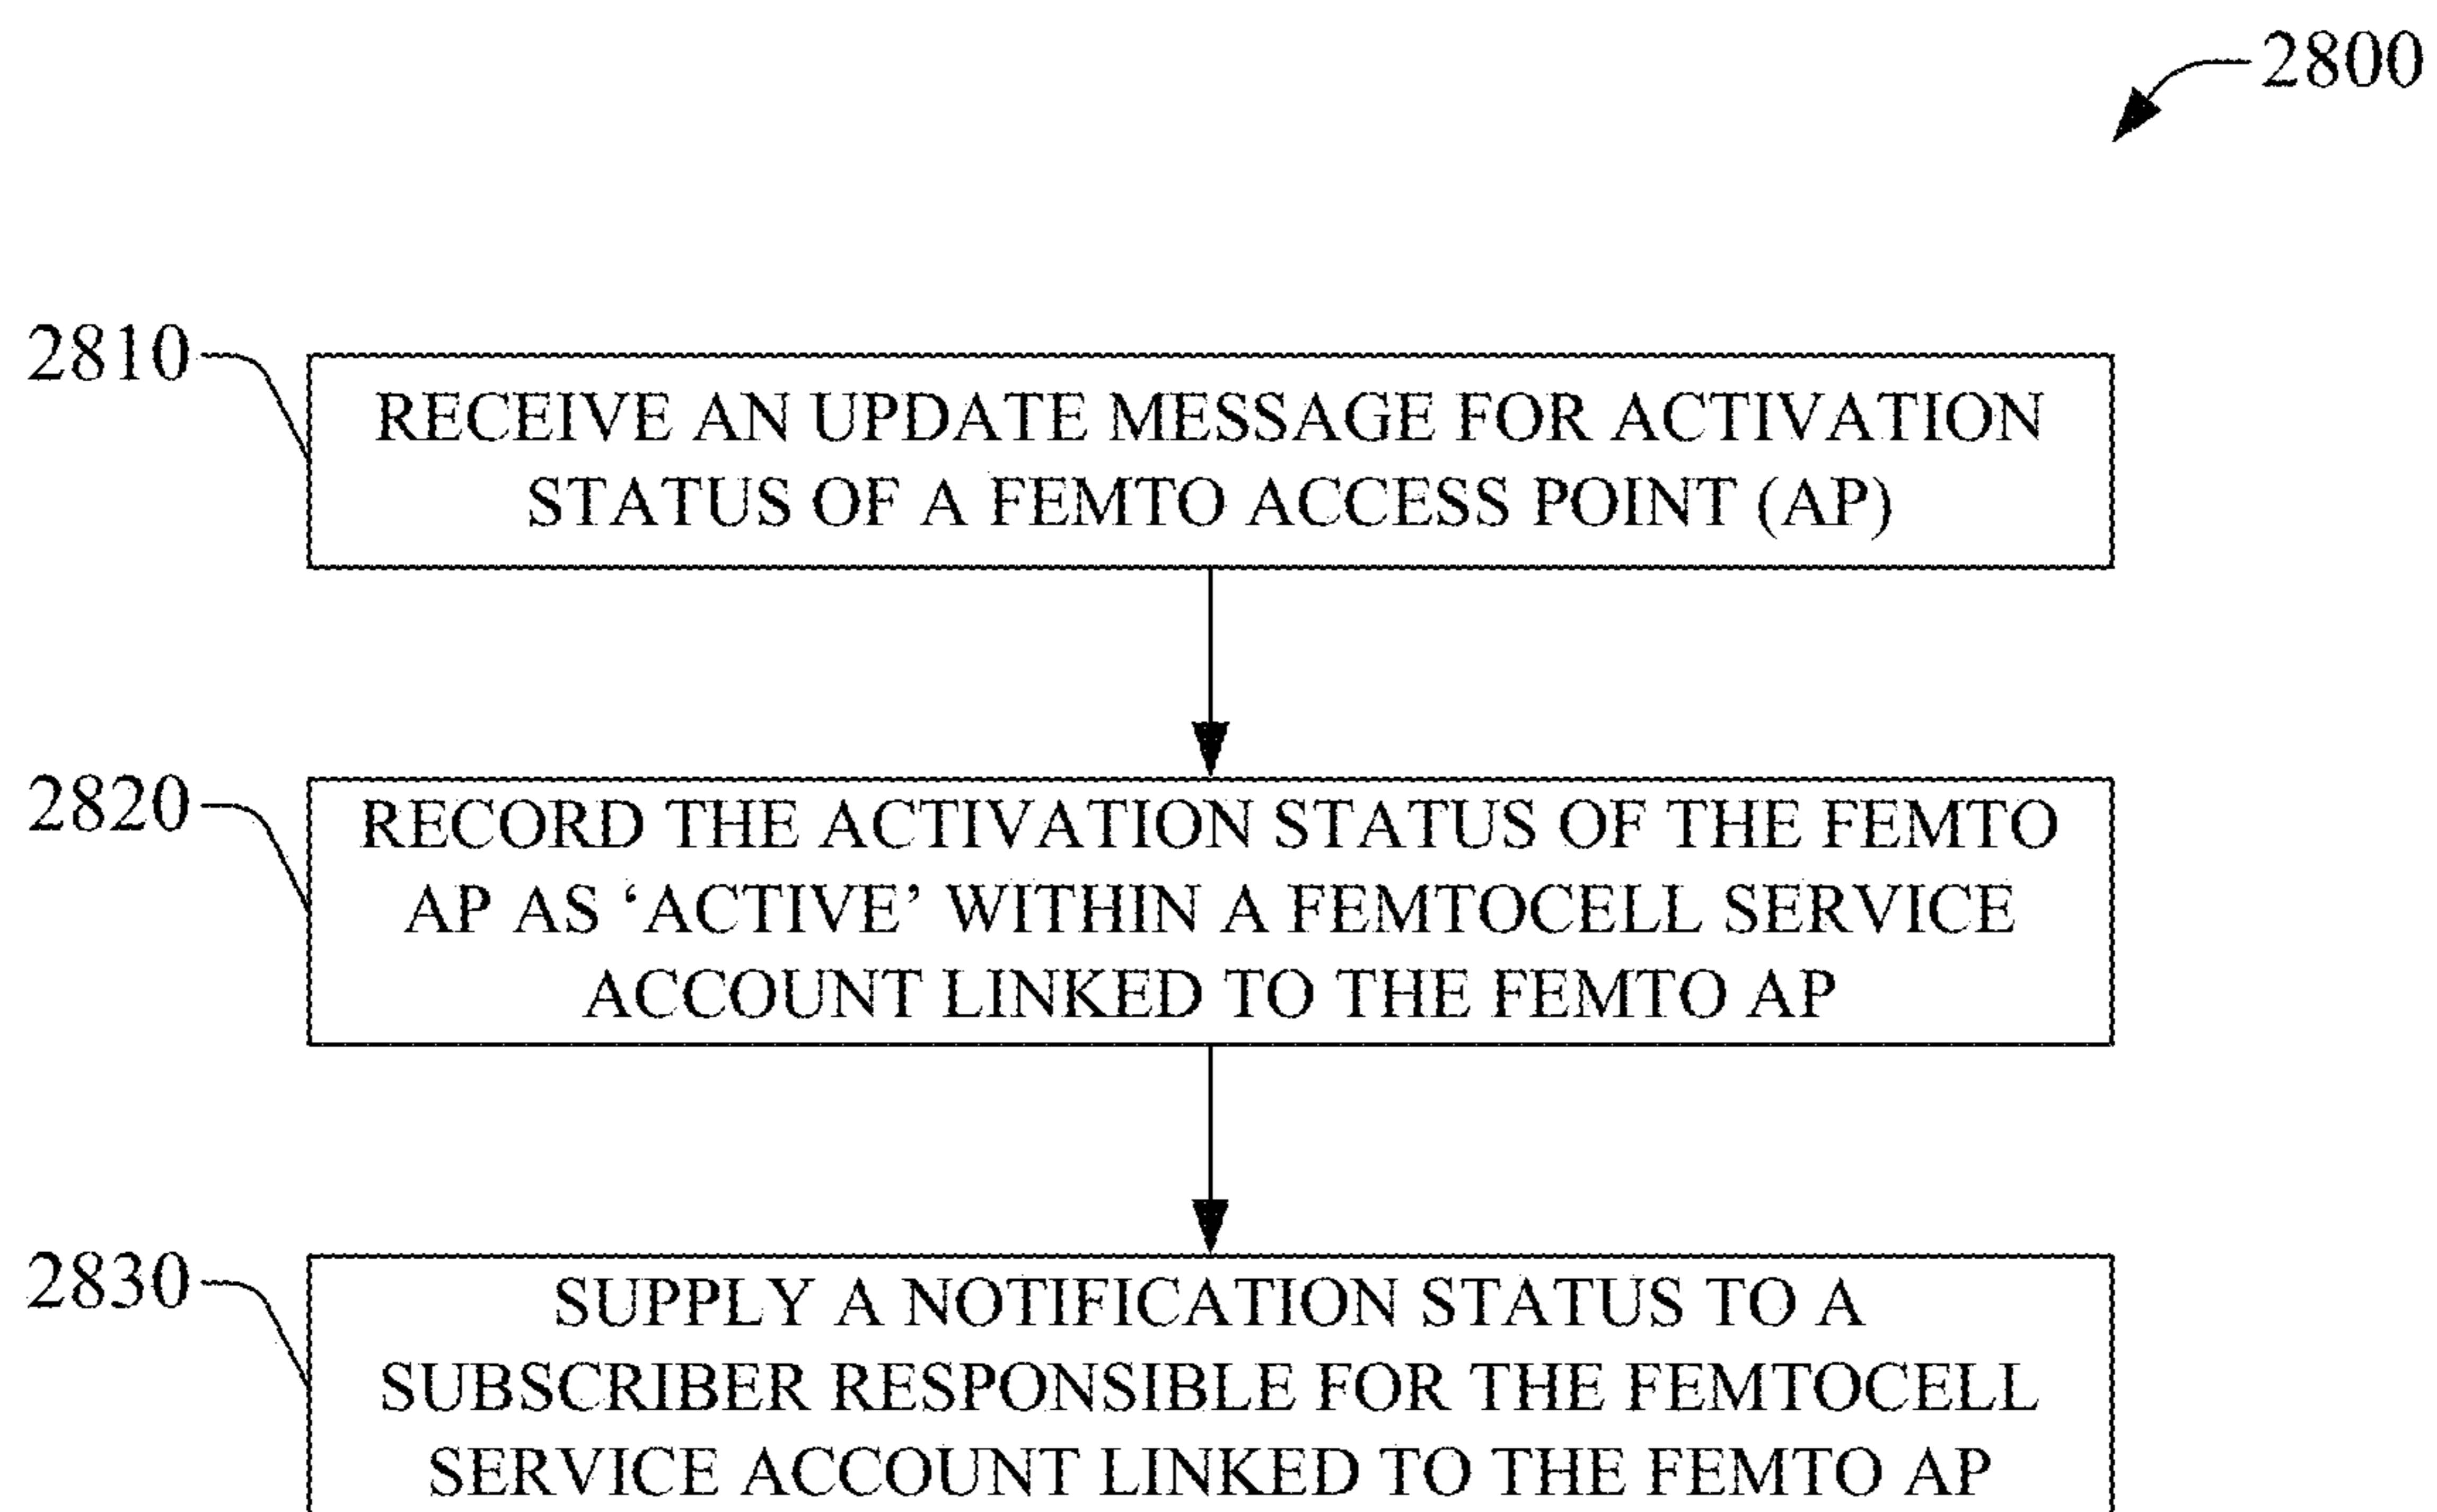 2800
2810
RECEIVE AN UPDATE MESSAGE FOR ACTIVATION
STATUS OF A FEMTO ACCESS POINT (AP)
2820
RECORD THE ACTIVATION STATUS OF THE FEMTO
AP AS ‘ACTIVE’ WITHIN A FEMTOCELL SERVICE
ACCOUNT LINKED TO THE FEMTO AP
2830
SUPPLY A NOTIFICATION STATUS TO A
SUBSCRIBER RESPONSIBLE FOR THE FEMTOCELL
SERVICE ACCOUNT LINKED TO THE FEMTO AP